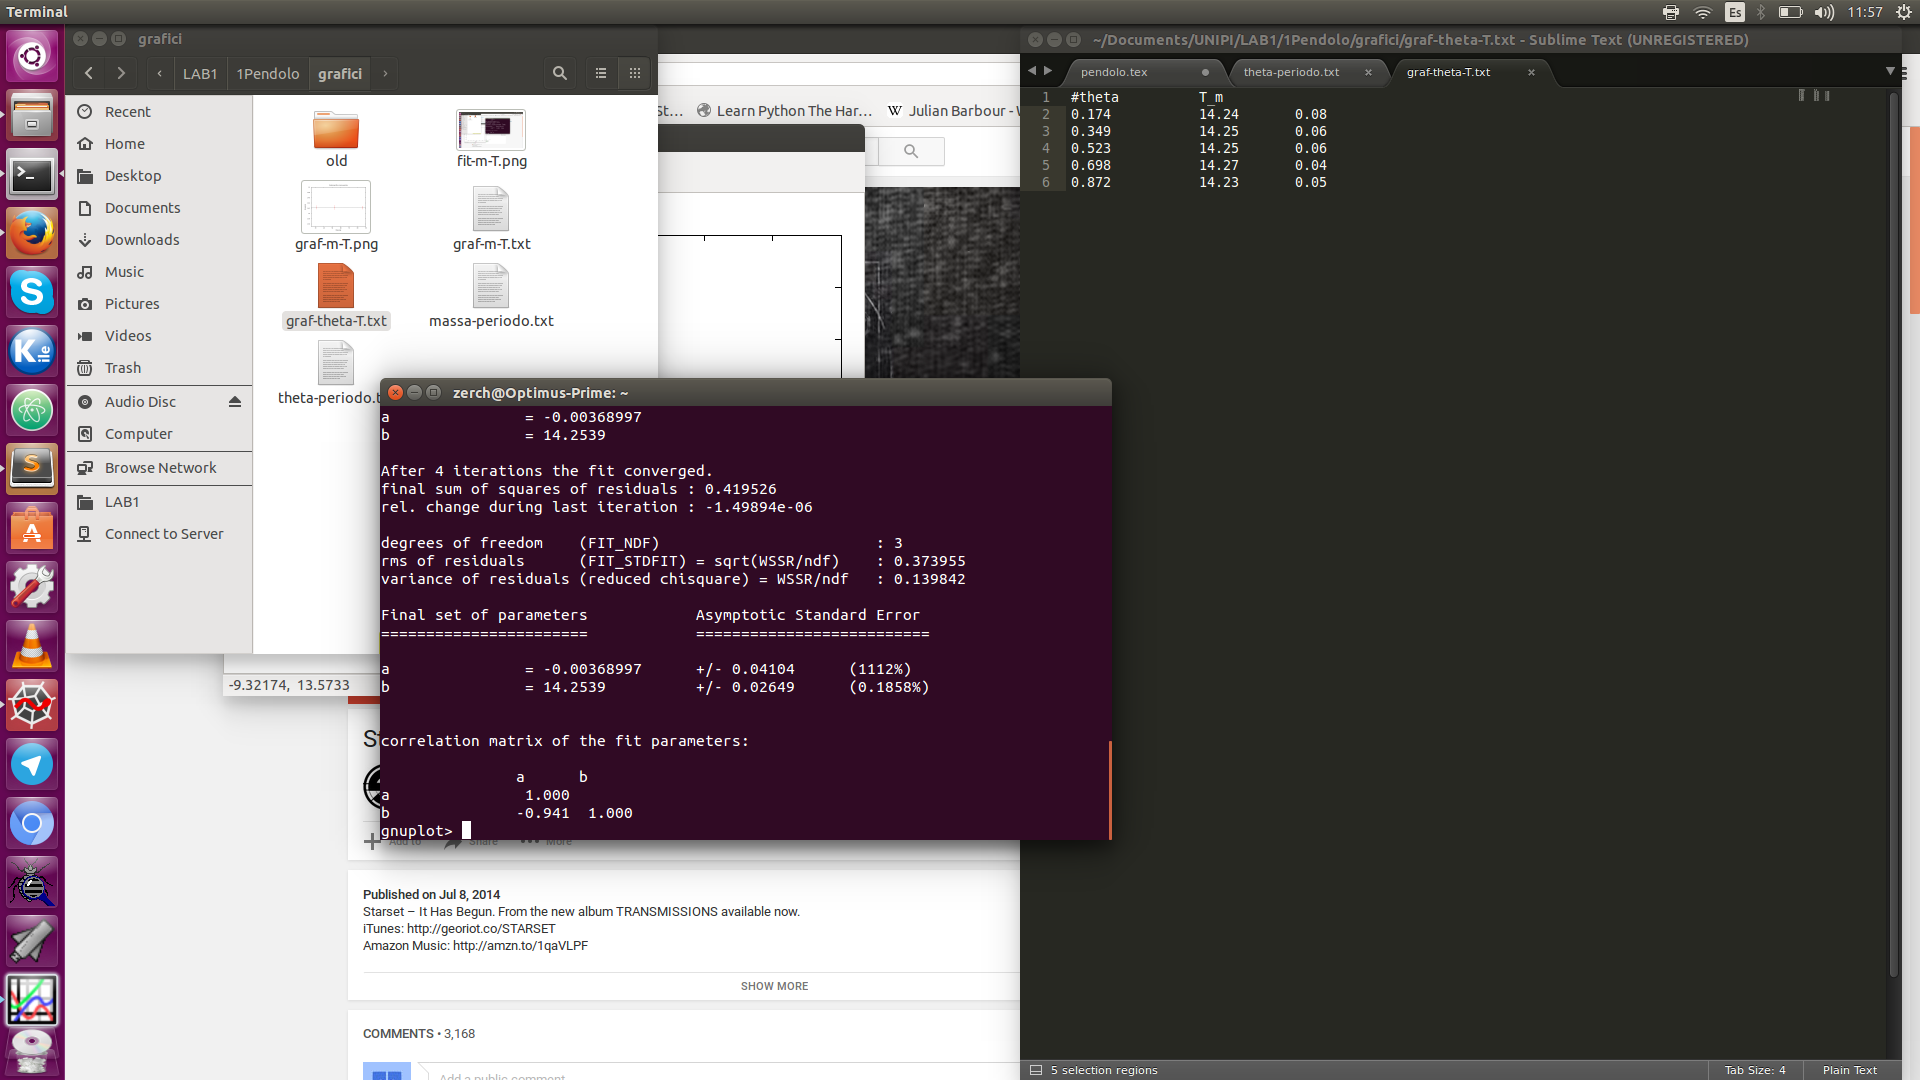 Terminal
Es
11:57
grafici
LAB1
1Pendolo
grafici
Recent
Home
Desktop
Documents
Downloads
Music
Pictures
Videos
Trash
Audio Disc
Computer
Browse Network
LAB1
Connect to Server
old
fit-m-T.png
graf-m-T.png
graf-m-T.txt
graf-theta-T.txt
massa-periodo.txt
theta-periodo.t
St...
Learn Python The Har...
Julian Barbour - W
-9.32174, 13.5733
zerch@Optimus-Prime: ~
a = -0.00368997
b = 14.2539
After 4 iterations the fit converged.
final sum of squares of residuals : 0.419526
rel. change during last iteration : -1.49894e-06
degrees of freedom (FIT_NDF) : 3
rms of residuals (FIT_STDFIT) = sqrt(WSSR/ndf) : 0.373955
variance of residuals (reduced chisquare) = WSSR/ndf : 0.139842
Final set of parameters Asymptotic Standard Error
======================= ==========================
a = -0.00368997 +/- 0.04104 (1112%)
b = 14.2539 +/- 0.02649 (0.1858%)
correlation matrix of the fit parameters:
a b
a 1.000
b -0.941 1.000
gnuplot>
St
Add to Share More
Published on Jul 8, 2014
Starset – It Has Begun. From the new album TRANSMISSIONS available now.
iTunes: http://georiot.co/STARSET
Amazon Music: http://amzn.to/1qaVLPF
SHOW MORE
COMMENTS • 3,168
Add a public comment
~/Documents/UNIPI/LAB1/1Pendolo/grafici/graf-theta-T.txt - Sublime Text (UNREGISTERED)
pendolo.tex
theta-periodo.txt
graf-theta-T.txt
1 #theta T_m
2 0.174 14.24 0.08
3 0.349 14.25 0.06
4 0.523 14.25 0.06
5 0.698 14.27 0.04
6 0.872 14.23 0.05
5 selection regions
Tab Size: 4
Plain Text